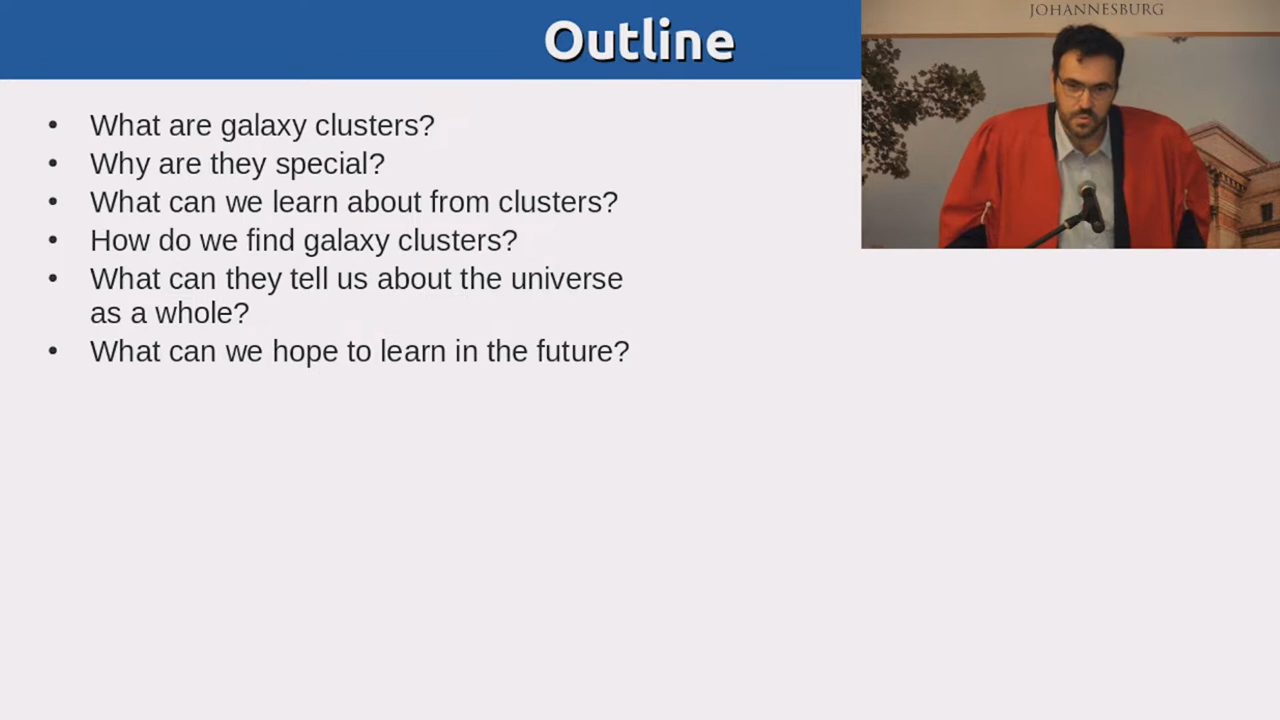 Outline
JOHANNESBURG
• What are galaxy clusters?
• Why are they special?
• What can we learn about from clusters?
• How do we find galaxy clusters?
• What can they tell us about the universe
as a whole?
• What can we hope to learn in the future?